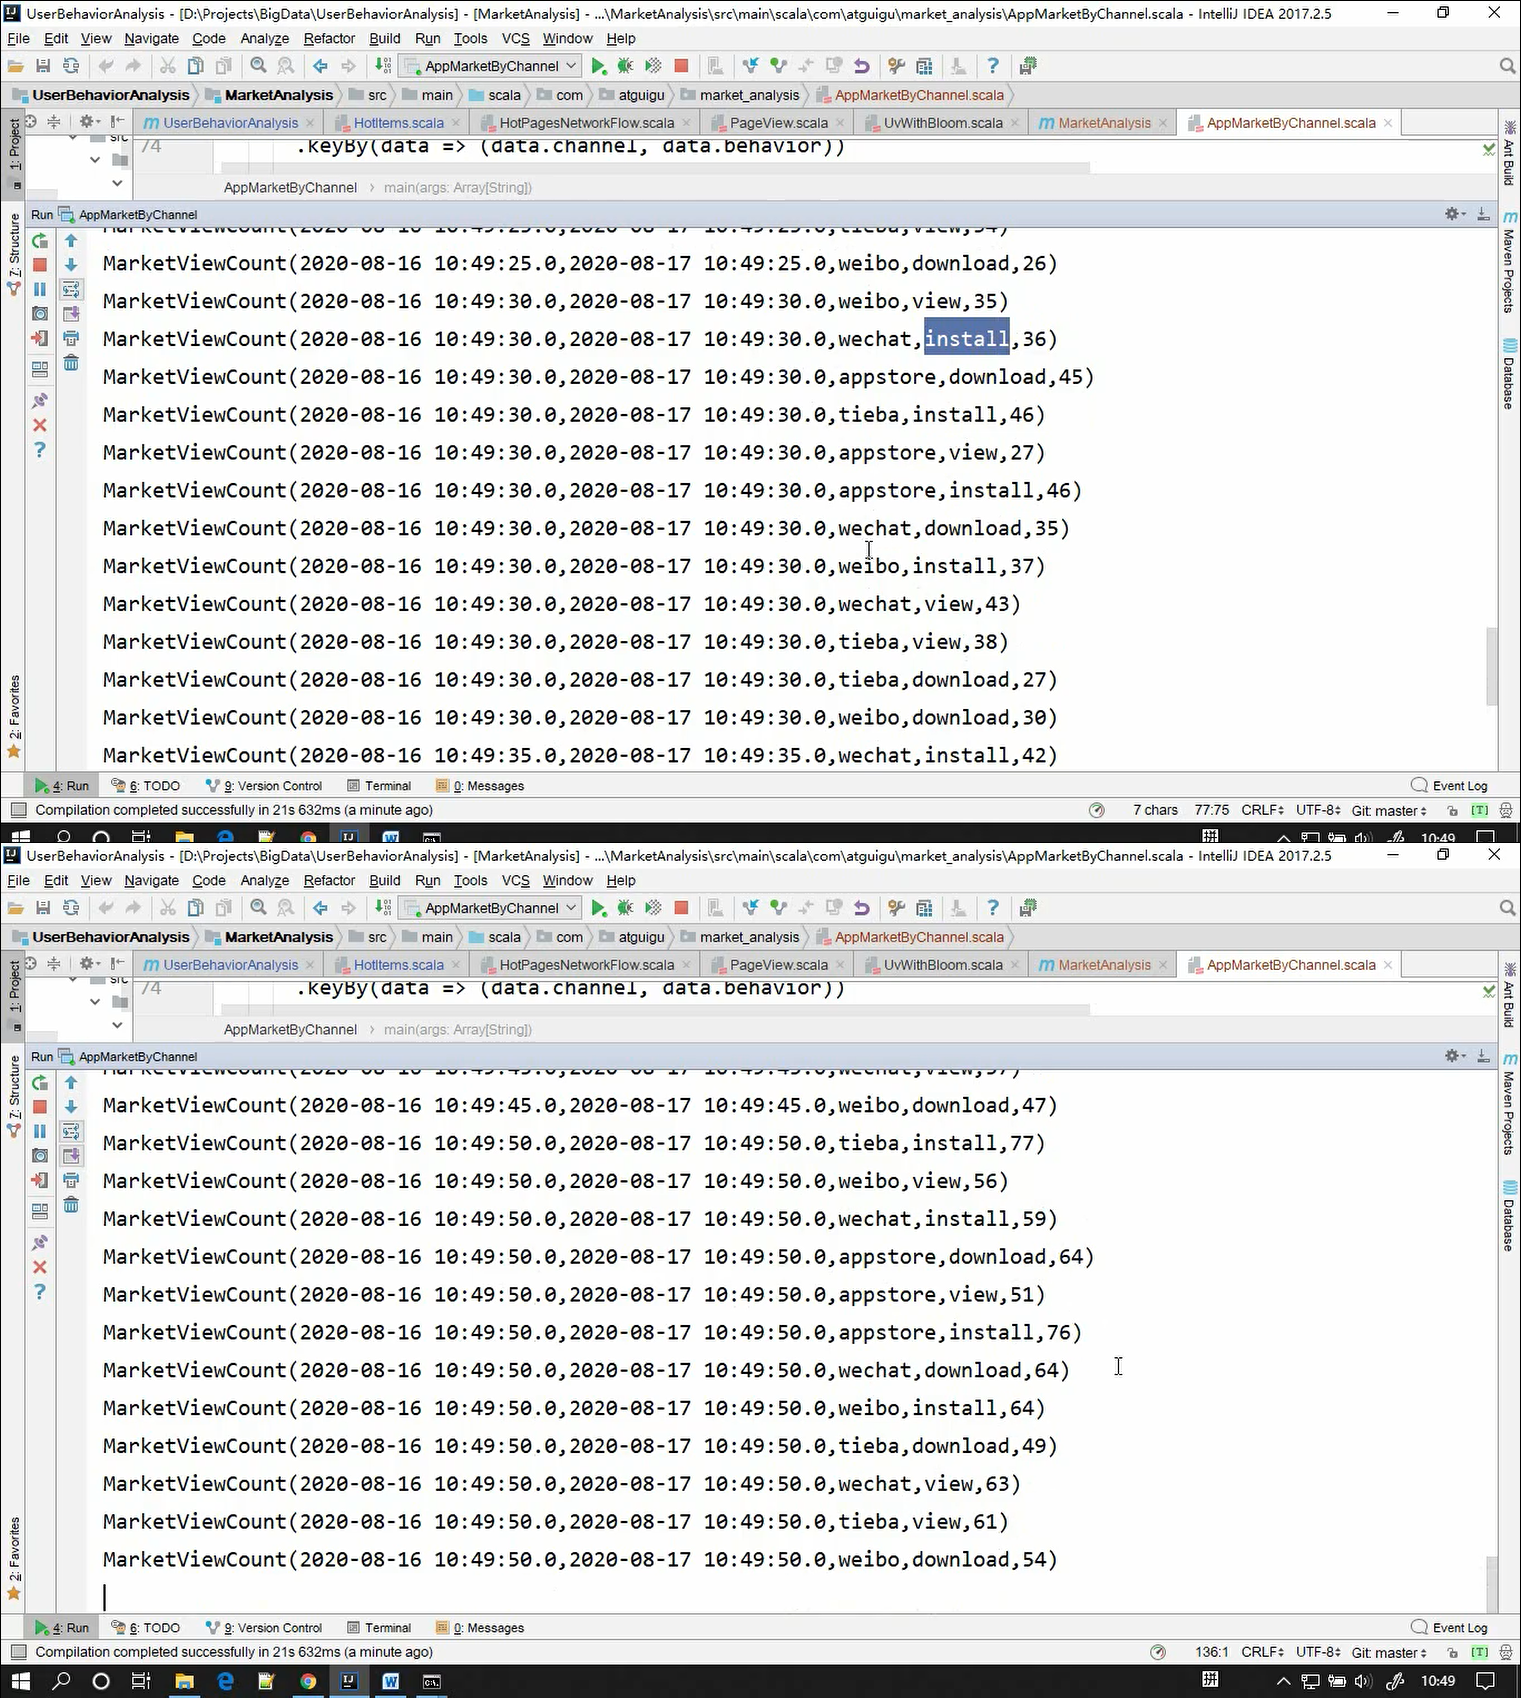 UserBehaviorAnalysis - [D:\Projects\BigData\UserBehaviorAnalysis] - [MarketAnalysis] - ...\MarketAnalysis\src\main\scala\com\atguigu\market_analysis\AppMarketByChannel.scala - IntelliJ IDEA 2017.2.5
File Edit View Navigate Code Analyze Refactor Build Run Tools VCS Window Help
AppMarketByChannel
UserBehaviorAnalysis MarketAnalysis src main scala com atguigu market_analysis AppMarketByChannel.scala
UserBehaviorAnalysis HotItems.scala HotPagesNetworkFlow.scala PageView.scala UvWithBloom.scala MarketAnalysis AppMarketByChannel.scala
1: Project
7: Structure
2: Favorites
Ant Build
Maven Projects
Database
src
74 .keyBy(data => (data.channel, data.behavior))
AppMarketByChannel main(args: Array[String])
Run AppMarketByChannel
MarketViewCount(2020-08-16 10:49:25.0,2020-08-17 10:49:25.0,weibo,download,26)
MarketViewCount(2020-08-16 10:49:30.0,2020-08-17 10:49:30.0,weibo,view,35)
MarketViewCount(2020-08-16 10:49:30.0,2020-08-17 10:49:30.0,wechat,install,36)
MarketViewCount(2020-08-16 10:49:30.0,2020-08-17 10:49:30.0,appstore,download,45)
MarketViewCount(2020-08-16 10:49:30.0,2020-08-17 10:49:30.0,tieba,install,46)
MarketViewCount(2020-08-16 10:49:30.0,2020-08-17 10:49:30.0,appstore,view,27)
MarketViewCount(2020-08-16 10:49:30.0,2020-08-17 10:49:30.0,appstore,install,46)
MarketViewCount(2020-08-16 10:49:30.0,2020-08-17 10:49:30.0,wechat,download,35)
MarketViewCount(2020-08-16 10:49:30.0,2020-08-17 10:49:30.0,weibo,install,37)
MarketViewCount(2020-08-16 10:49:30.0,2020-08-17 10:49:30.0,wechat,view,43)
MarketViewCount(2020-08-16 10:49:30.0,2020-08-17 10:49:30.0,tieba,view,38)
MarketViewCount(2020-08-16 10:49:30.0,2020-08-17 10:49:30.0,tieba,download,27)
MarketViewCount(2020-08-16 10:49:30.0,2020-08-17 10:49:30.0,weibo,download,30)
MarketViewCount(2020-08-16 10:49:35.0,2020-08-17 10:49:35.0,wechat,install,42)
4: Run 6: TODO 9: Version Control Terminal 0: Messages Event Log
Compilation completed successfully in 21s 632ms (a minute ago) 7 chars 77:75 CRLF UTF-8 Git: master [T]
拼 10:49
UserBehaviorAnalysis - [D:\Projects\BigData\UserBehaviorAnalysis] - [MarketAnalysis] - ...\MarketAnalysis\src\main\scala\com\atguigu\market_analysis\AppMarketByChannel.scala - IntelliJ IDEA 2017.2.5
File Edit View Navigate Code Analyze Refactor Build Run Tools VCS Window Help
AppMarketByChannel
UserBehaviorAnalysis MarketAnalysis src main scala com atguigu market_analysis AppMarketByChannel.scala
UserBehaviorAnalysis HotItems.scala HotPagesNetworkFlow.scala PageView.scala UvWithBloom.scala MarketAnalysis AppMarketByChannel.scala
1: Project
7: Structure
2: Favorites
Ant Build
Maven Projects
Database
src
74 .keyBy(data => (data.channel, data.behavior))
AppMarketByChannel main(args: Array[String])
Run AppMarketByChannel
MarketViewCount(2020-08-16 10:49:45.0,2020-08-17 10:49:45.0,weibo,download,47)
MarketViewCount(2020-08-16 10:49:50.0,2020-08-17 10:49:50.0,tieba,install,77)
MarketViewCount(2020-08-16 10:49:50.0,2020-08-17 10:49:50.0,weibo,view,56)
MarketViewCount(2020-08-16 10:49:50.0,2020-08-17 10:49:50.0,wechat,install,59)
MarketViewCount(2020-08-16 10:49:50.0,2020-08-17 10:49:50.0,appstore,download,64)
MarketViewCount(2020-08-16 10:49:50.0,2020-08-17 10:49:50.0,appstore,view,51)
MarketViewCount(2020-08-16 10:49:50.0,2020-08-17 10:49:50.0,appstore,install,76)
MarketViewCount(2020-08-16 10:49:50.0,2020-08-17 10:49:50.0,wechat,download,64)
MarketViewCount(2020-08-16 10:49:50.0,2020-08-17 10:49:50.0,weibo,install,64)
MarketViewCount(2020-08-16 10:49:50.0,2020-08-17 10:49:50.0,tieba,download,49)
MarketViewCount(2020-08-16 10:49:50.0,2020-08-17 10:49:50.0,wechat,view,63)
MarketViewCount(2020-08-16 10:49:50.0,2020-08-17 10:49:50.0,tieba,view,61)
MarketViewCount(2020-08-16 10:49:50.0,2020-08-17 10:49:50.0,weibo,download,54)
4: Run 6: TODO 9: Version Control Terminal 0: Messages Event Log
Compilation completed successfully in 21s 632ms (a minute ago) 136:1 CRLF UTF-8 Git: master [T]
拼 10:49